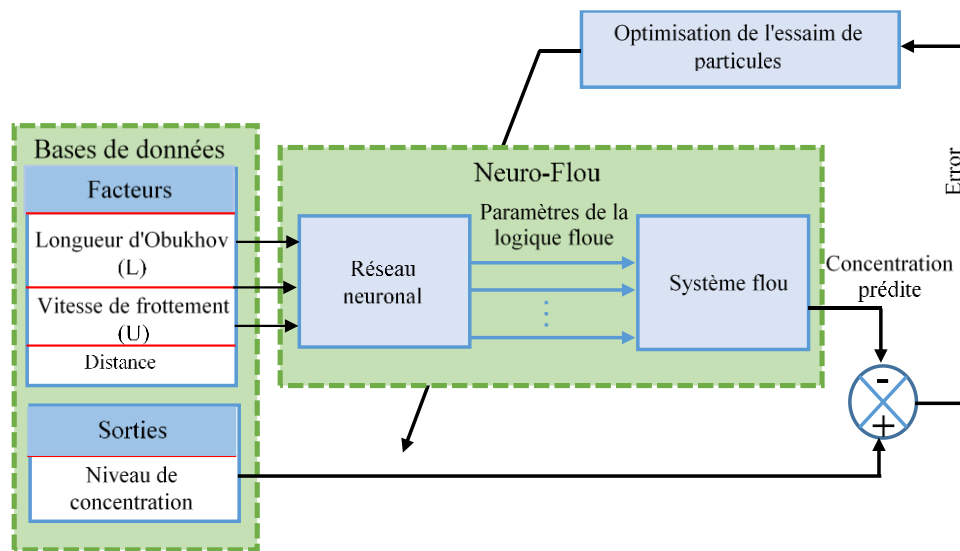 Optimisation de l'essaim de
particules
Bases de données
Facteurs
Longueur d'Obukhov
(L)
Vitesse de frottement
(U)
Distance
Sorties
Niveau de
concentration
Neuro-Flou
Réseau
neuronal
Paramètres de la
logique floue
...
Système flou
Concentration
prédite
-
+
Error